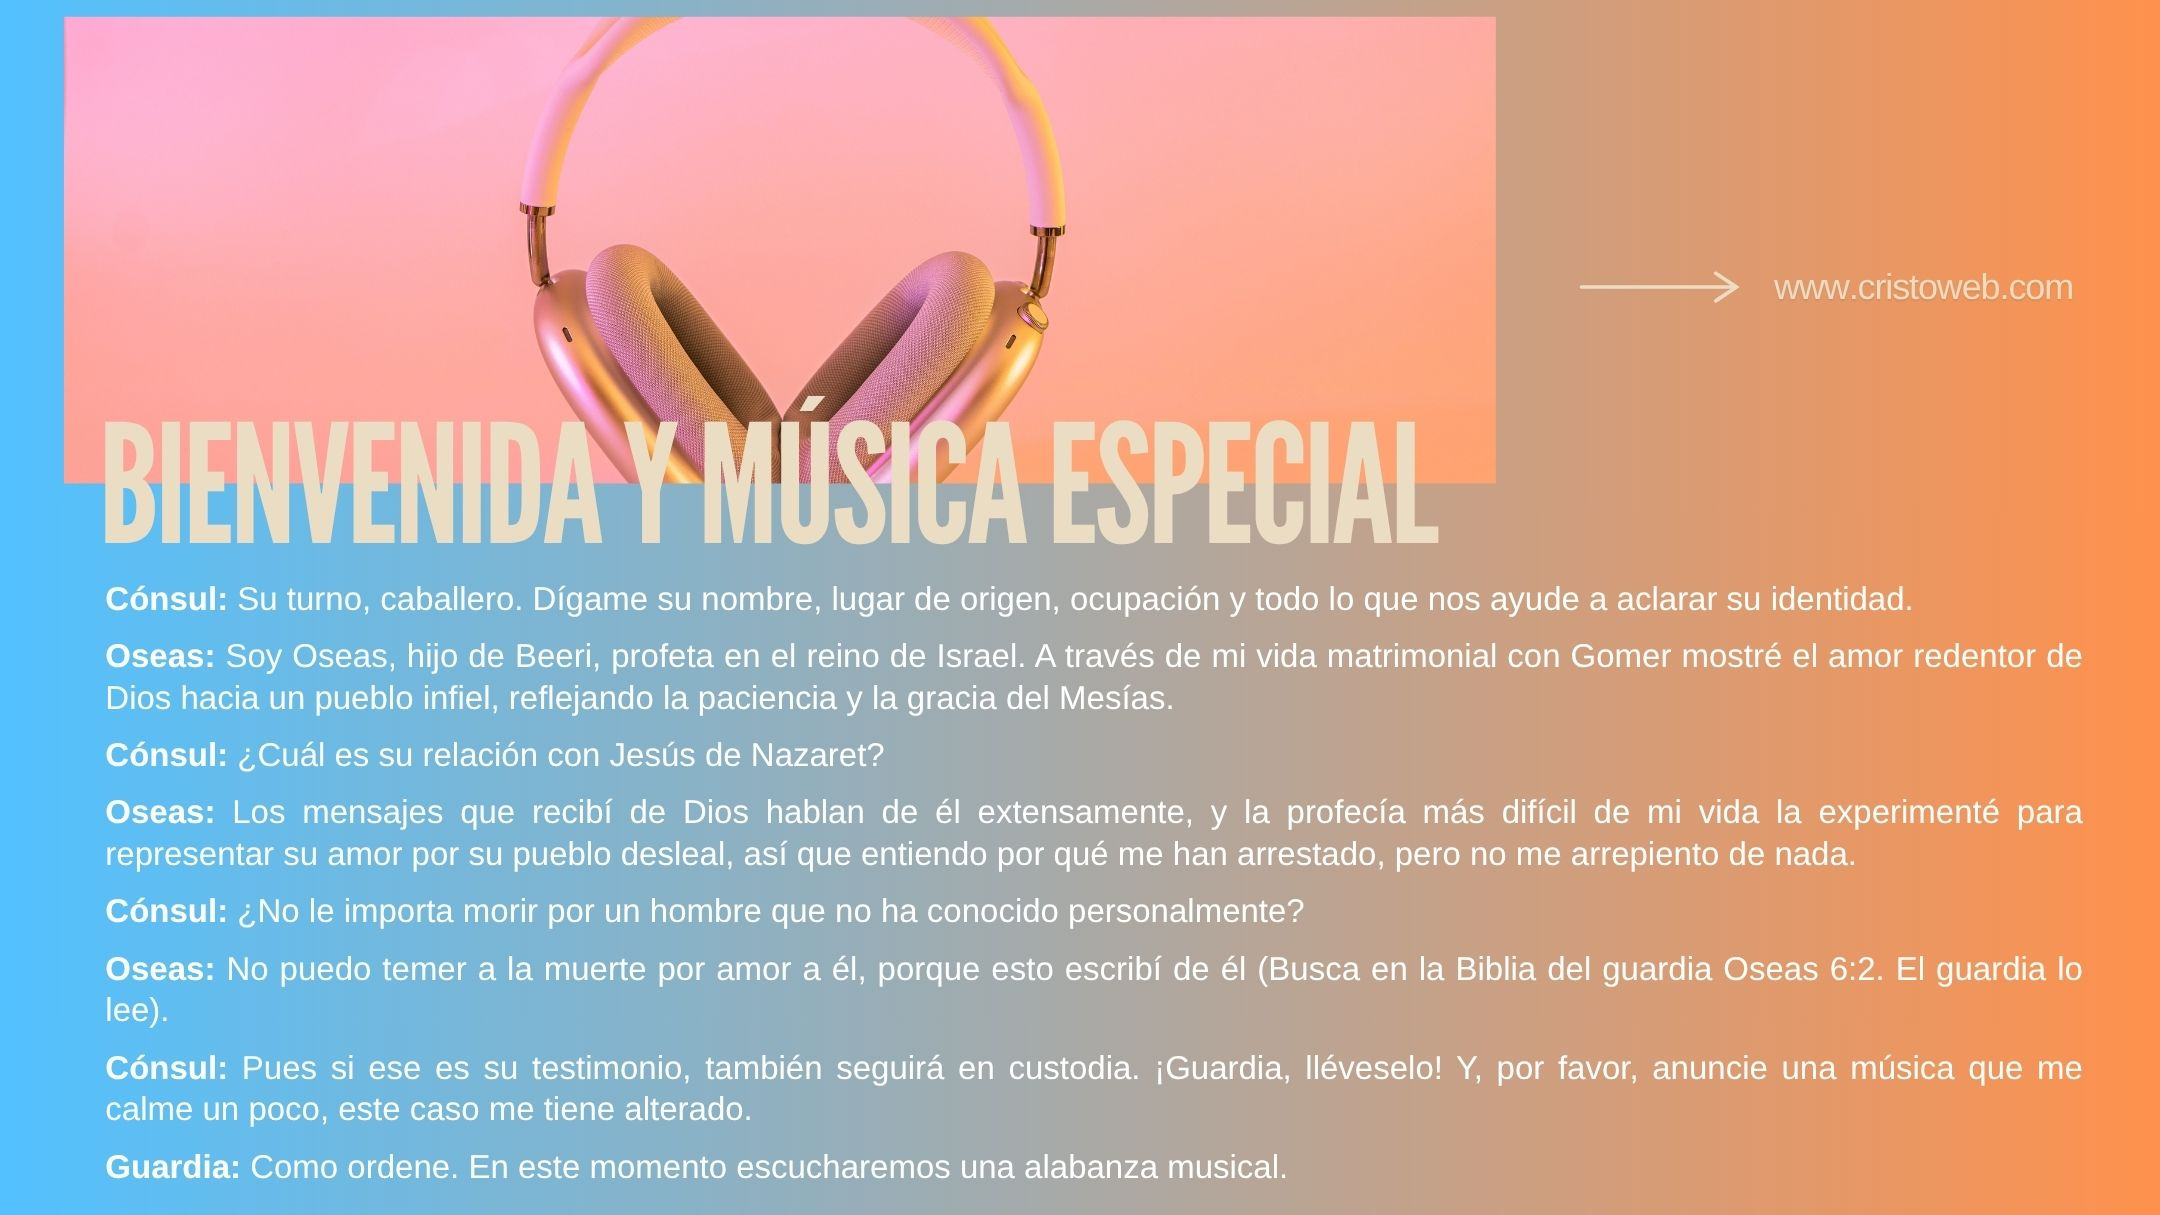 www.cristoweb.com
BIENVENIDA Y MÚSICA ESPECIAL
Cónsul: Su turno, caballero. Dígame su nombre, lugar de origen, ocupación y todo lo que nos ayude a aclarar su identidad.
Oseas: Soy Oseas, hijo de Beeri, profeta en el reino de Israel. A través de mi vida matrimonial con Gomer mostré el amor redentor de
Dios hacia un pueblo infiel, reflejando la paciencia y la gracia del Mesías.
Cónsul: ¿Cuál es su relación con Jesús de Nazaret?
Oseas: Los mensajes que recibí de Dios hablan de él extensamente, y la profecía más difícil de mi vida la experimenté para
representar su amor por su pueblo desleal, así que entiendo por qué me han arrestado, pero no me arrepiento de nada.
Cónsul: ¿No le importa morir por un hombre que no ha conocido personalmente?
Oseas: No puedo temer a la muerte por amor a él, porque esto escribí de él (Busca en la Biblia del guardia Oseas 6:2. El guardia lo
lee).
Cónsul: Pues si ese es su testimonio, también seguirá en custodia. ¡Guardia, lléveselo! Y, por favor, anuncie una música que me
calme un poco, este caso me tiene alterado.
Guardia: Como ordene. En este momento escucharemos una alabanza musical.